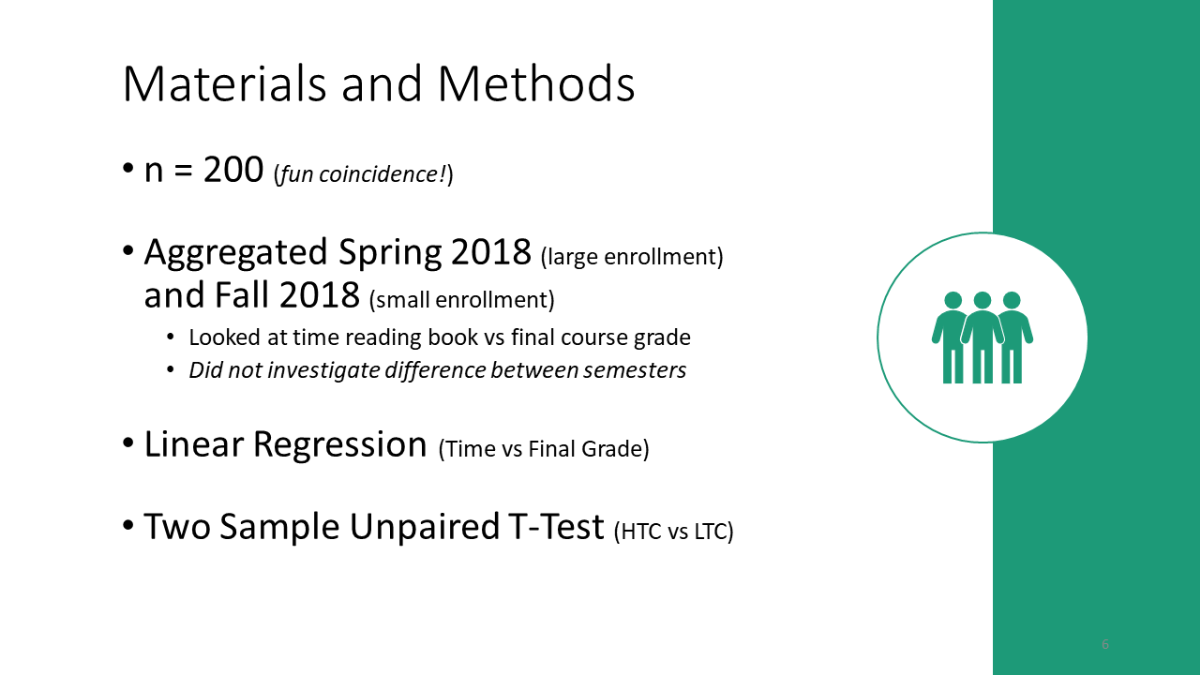 Materials and Methods
• n = 200 (fun coincidence!)
• Aggregated Spring 2018 (large enrollment)
and Fall 2018 (small enrollment)
• Looked at time reading book vs final course grade
• Did not investigate difference between semesters
• Linear Regression (Time vs Final Grade)
• Two Sample Unpaired T-Test (HTC vs LTC)
6